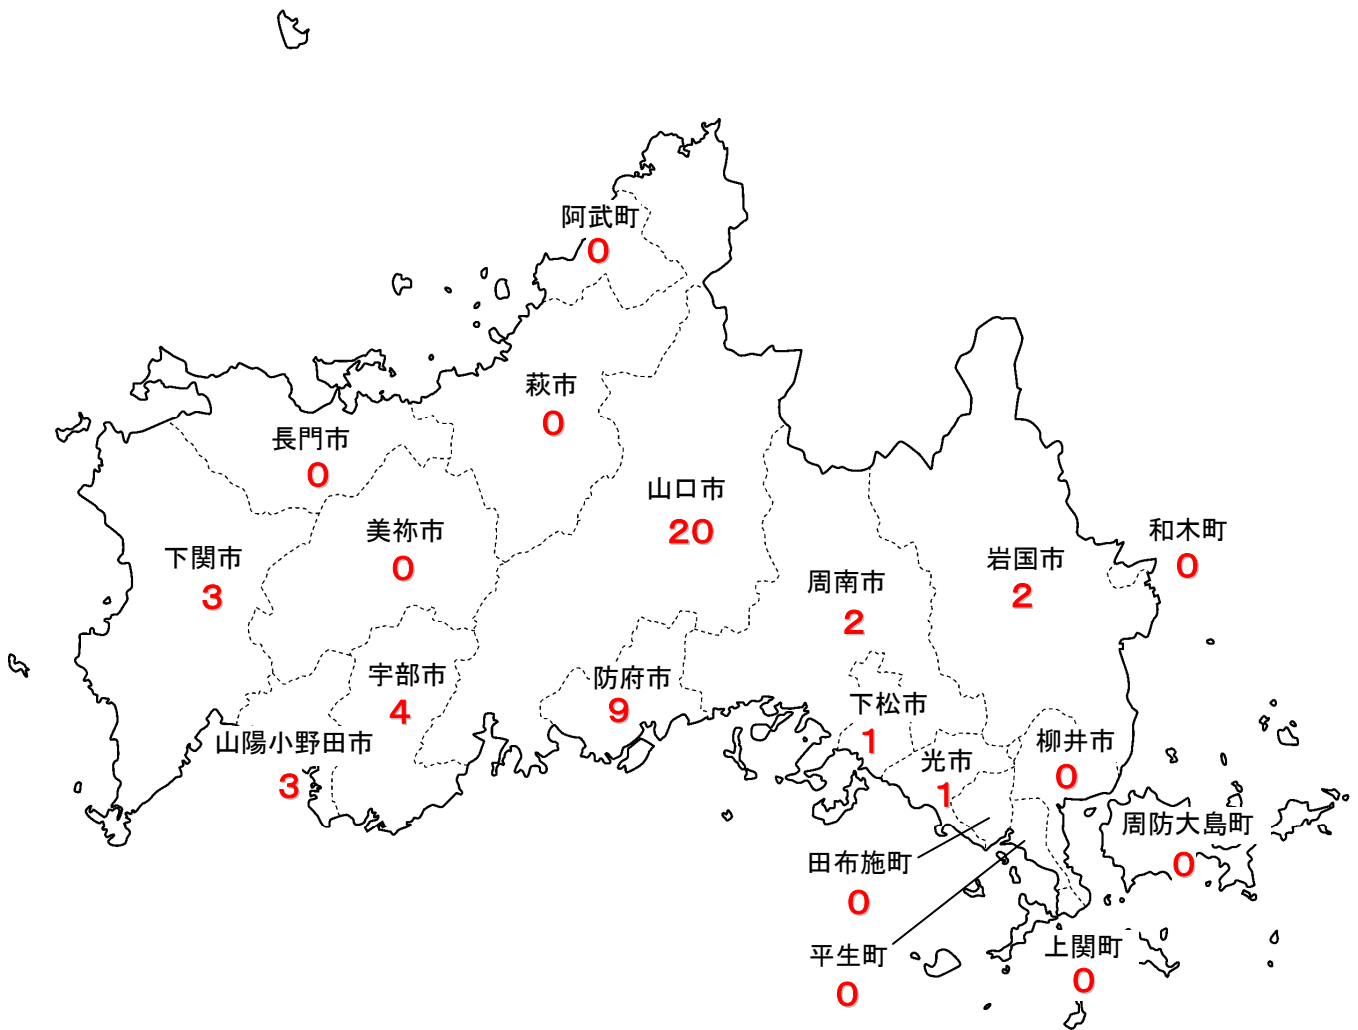 阿武町
0
萩市
0
長門市
0
山口市
20
美祢市
0
下関市
3
和木町
0
岩国市
2
周南市
2
宇部市
4
防府市
9
下松市
1
山陽小野田市
3
柳井市
0
光市
1
周防大島町
0
田布施町
0
平生町
0
上関町
0